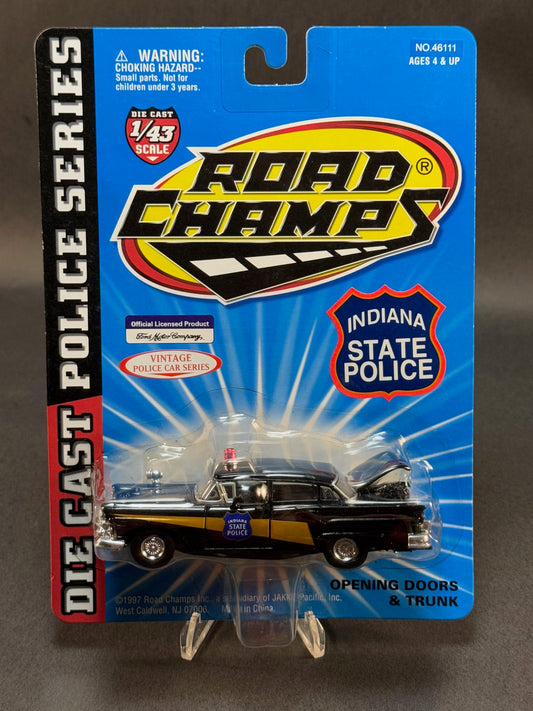 WARNING:
CHOKING HAZARD--
Small parts. Not for
children under 3 years.
NO.46111
AGES 4 & UP
DIE CAST POLICE SERIES
DIE CAST
1/43
SCALE
ROAD
CHAMPS®
Official Licensed Product
Ford Motor Company,
VINTAGE
POLICE CAR SERIES
INDIANA
STATE
POLICE
INDIANA
STATE
POLICE
OPENING DOORS
& TRUNK
©1997 Road Champs Inc., a subsidiary of JAKKS Pacific, Inc.
West Caldwell, NJ 07006. Made in China.